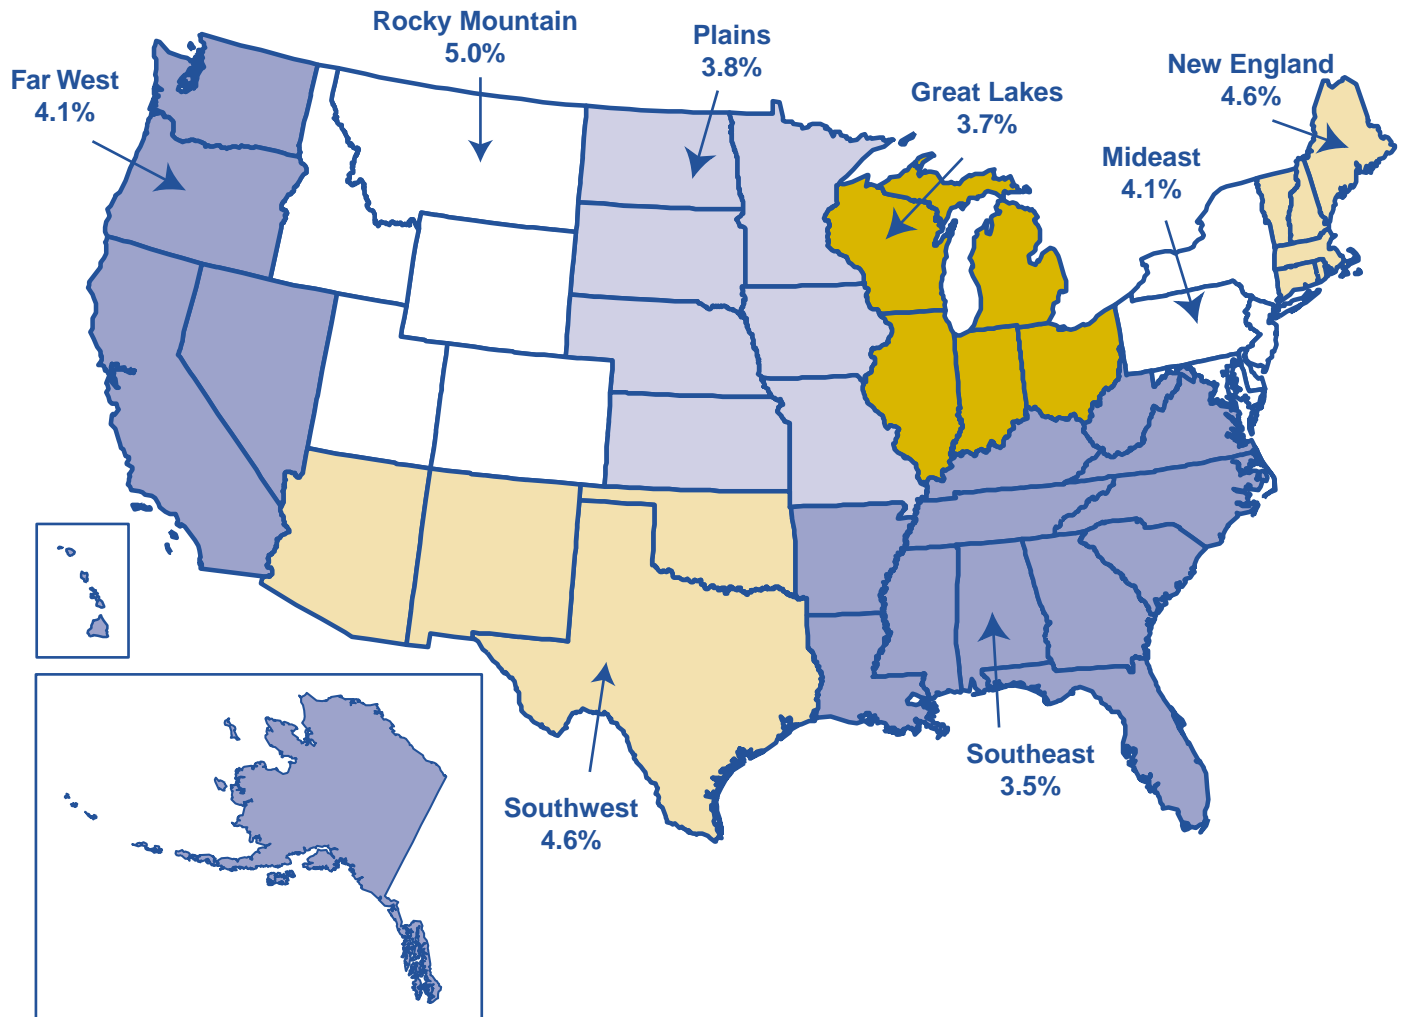 Rocky Mountain
5.0%
Plains
3.8%
New England
4.6%
Far West
4.1%
Great Lakes
3.7%
Mideast
4.1%
Southeast
3.5%
Southwest
4.6%